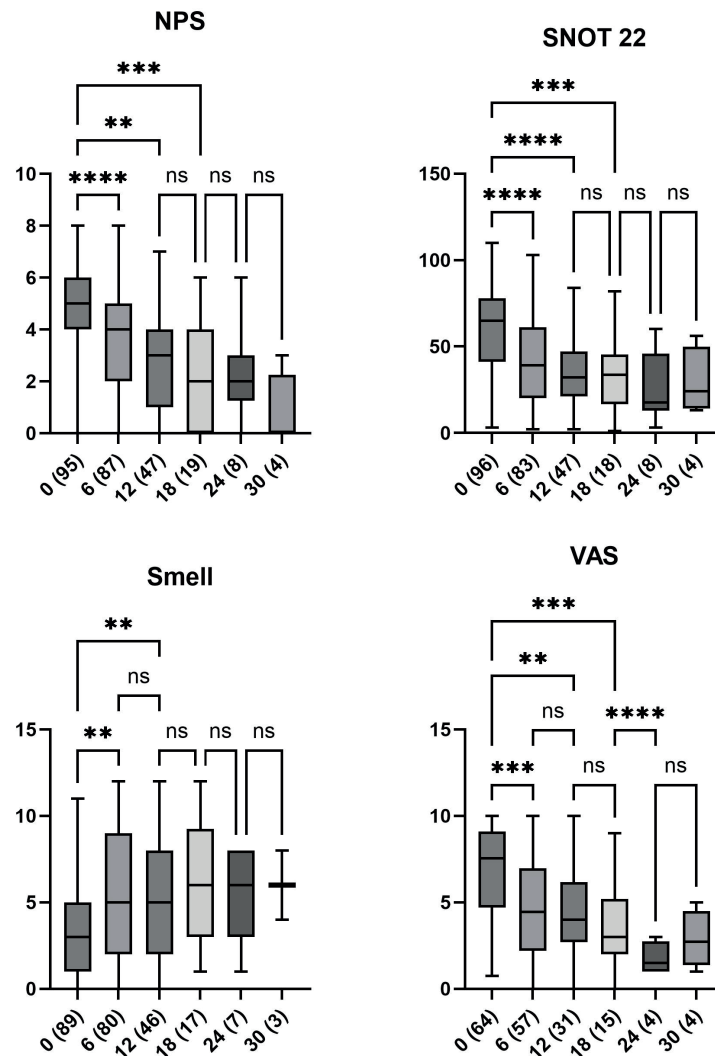 NPS
***
**
ns ns ns
****
10
8
6
4
2
0
0 (95) 6 (87) 12 (47) 18 (19) 24 (8) 30 (4)
SNOT 22
***
****
ns ns ns
****
150
100
50
0
0 (96) 6 (83) 12 (47) 18 (18) 24 (8) 30 (4)
Smell
**
ns
** ns ns ns
15
10
5
0
0 (89) 6 (80) 12 (46) 18 (17) 24 (7) 30 (3)
VAS
***
**
ns ****
*** ns ns
15
10
5
0
0 (64) 6 (57) 12 (31) 18 (15) 24 (4) 30 (4)